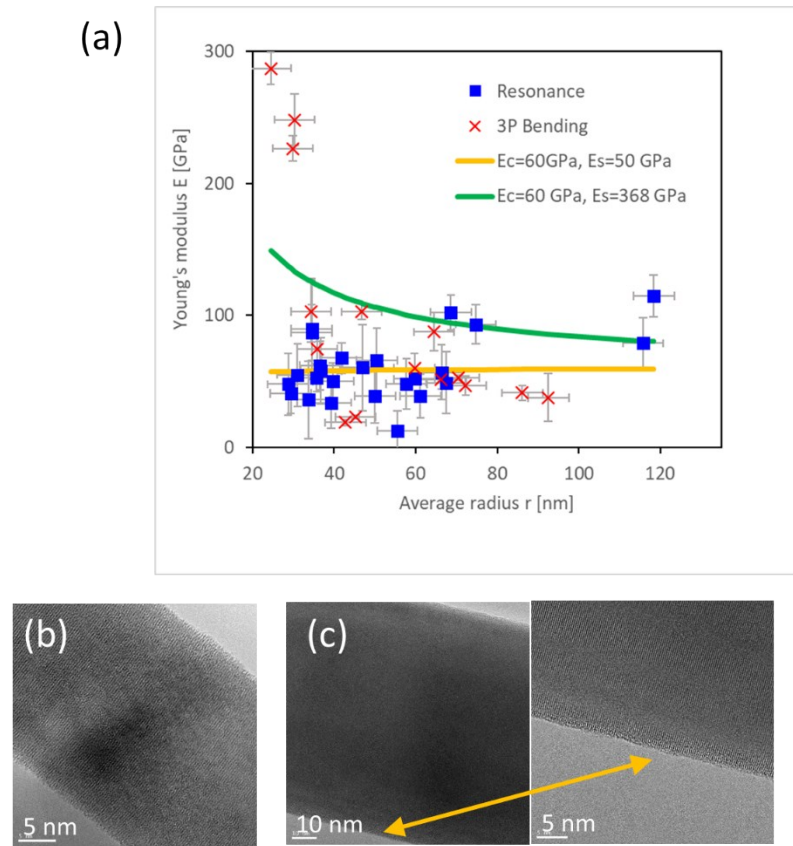 (a)
300
200
100
0
Young's modulus E [GPa]
Resonance
3P Bending
Ec=60GPa, Es=50 GPa
Ec=60 GPa, Es=368 GPa
20 40 60 80 100 120
Average radius r [nm]
(b)
5 nm
(c)
10 nm
5 nm